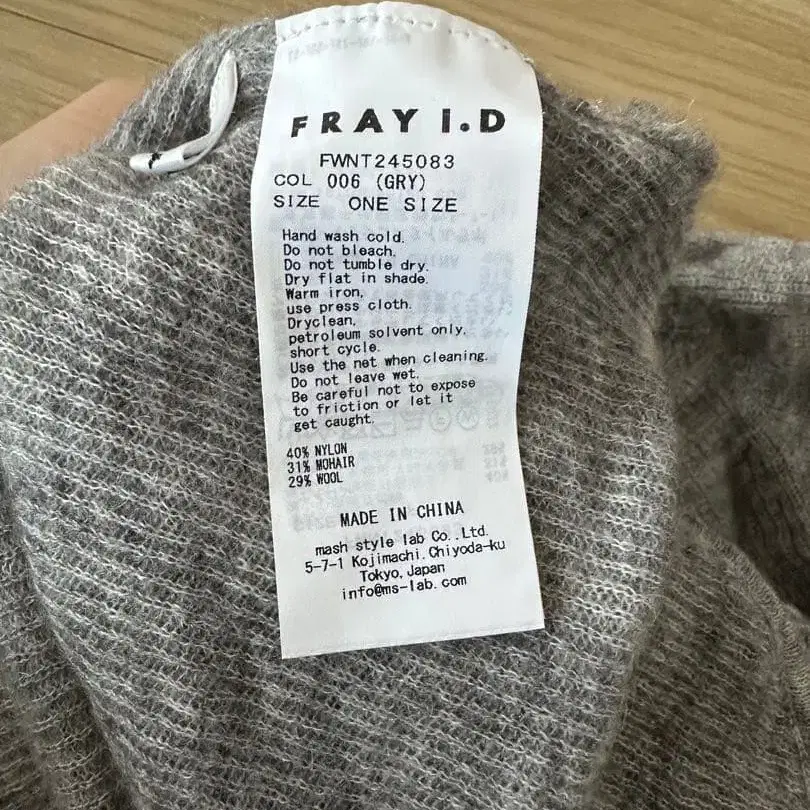 FRAY I.D
FWNT245083
COL 006 (GRY)
SIZE ONE SIZE
Hand wash cold.
Do not bleach.
Do not tumble dry.
Dry flat in shade.
Warm iron,
use press cloth.
Dryclean,
petroleum solvent only.
short cycle.
Use the net when cleaning.
Do not leave wet.
Be careful not to expose
to friction or let it
get caught.
40% NYLON
31% MOHAIR
29% WOOL
MADE IN CHINA
mash style lab Co.,Ltd.
5-7-1 Kojimachi,Chiyoda-ku
Tokyo,Japan
info@ms-lab.com